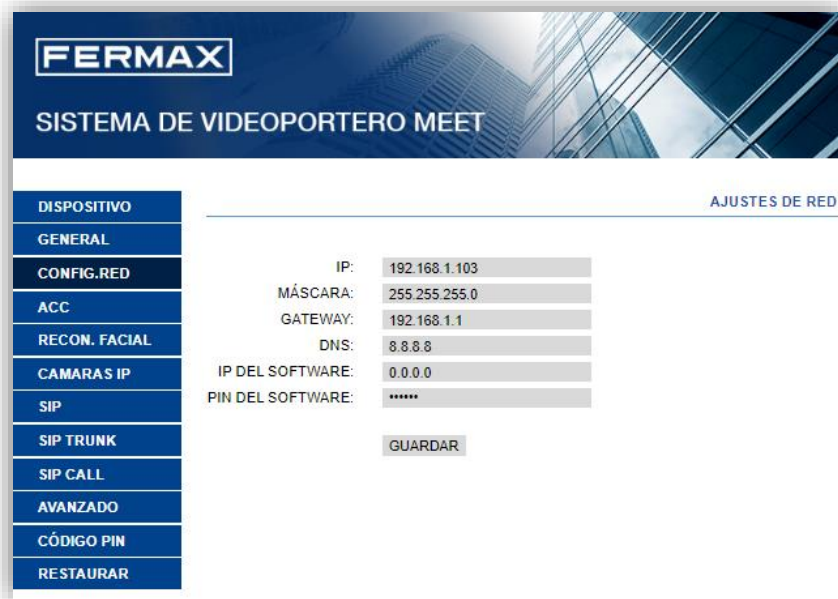 FERMAX
SISTEMA DE VIDEOPORTERO MEET
AJUSTES DE RED
DISPOSITIVO
GENERAL
CONFIG.RED
ACC
RECON. FACIAL
CAMARAS IP
SIP
SIP TRUNK
SIP CALL
AVANZADO
CÓDIGO PIN
RESTAURAR
IP: 192.168.1.103
MÁSCARA: 255.255.255.0
GATEWAY: 192.168.1.1
DNS: 8.8.8.8
IP DEL SOFTWARE: 0.0.0.0
PIN DEL SOFTWARE: ••••••
GUARDAR